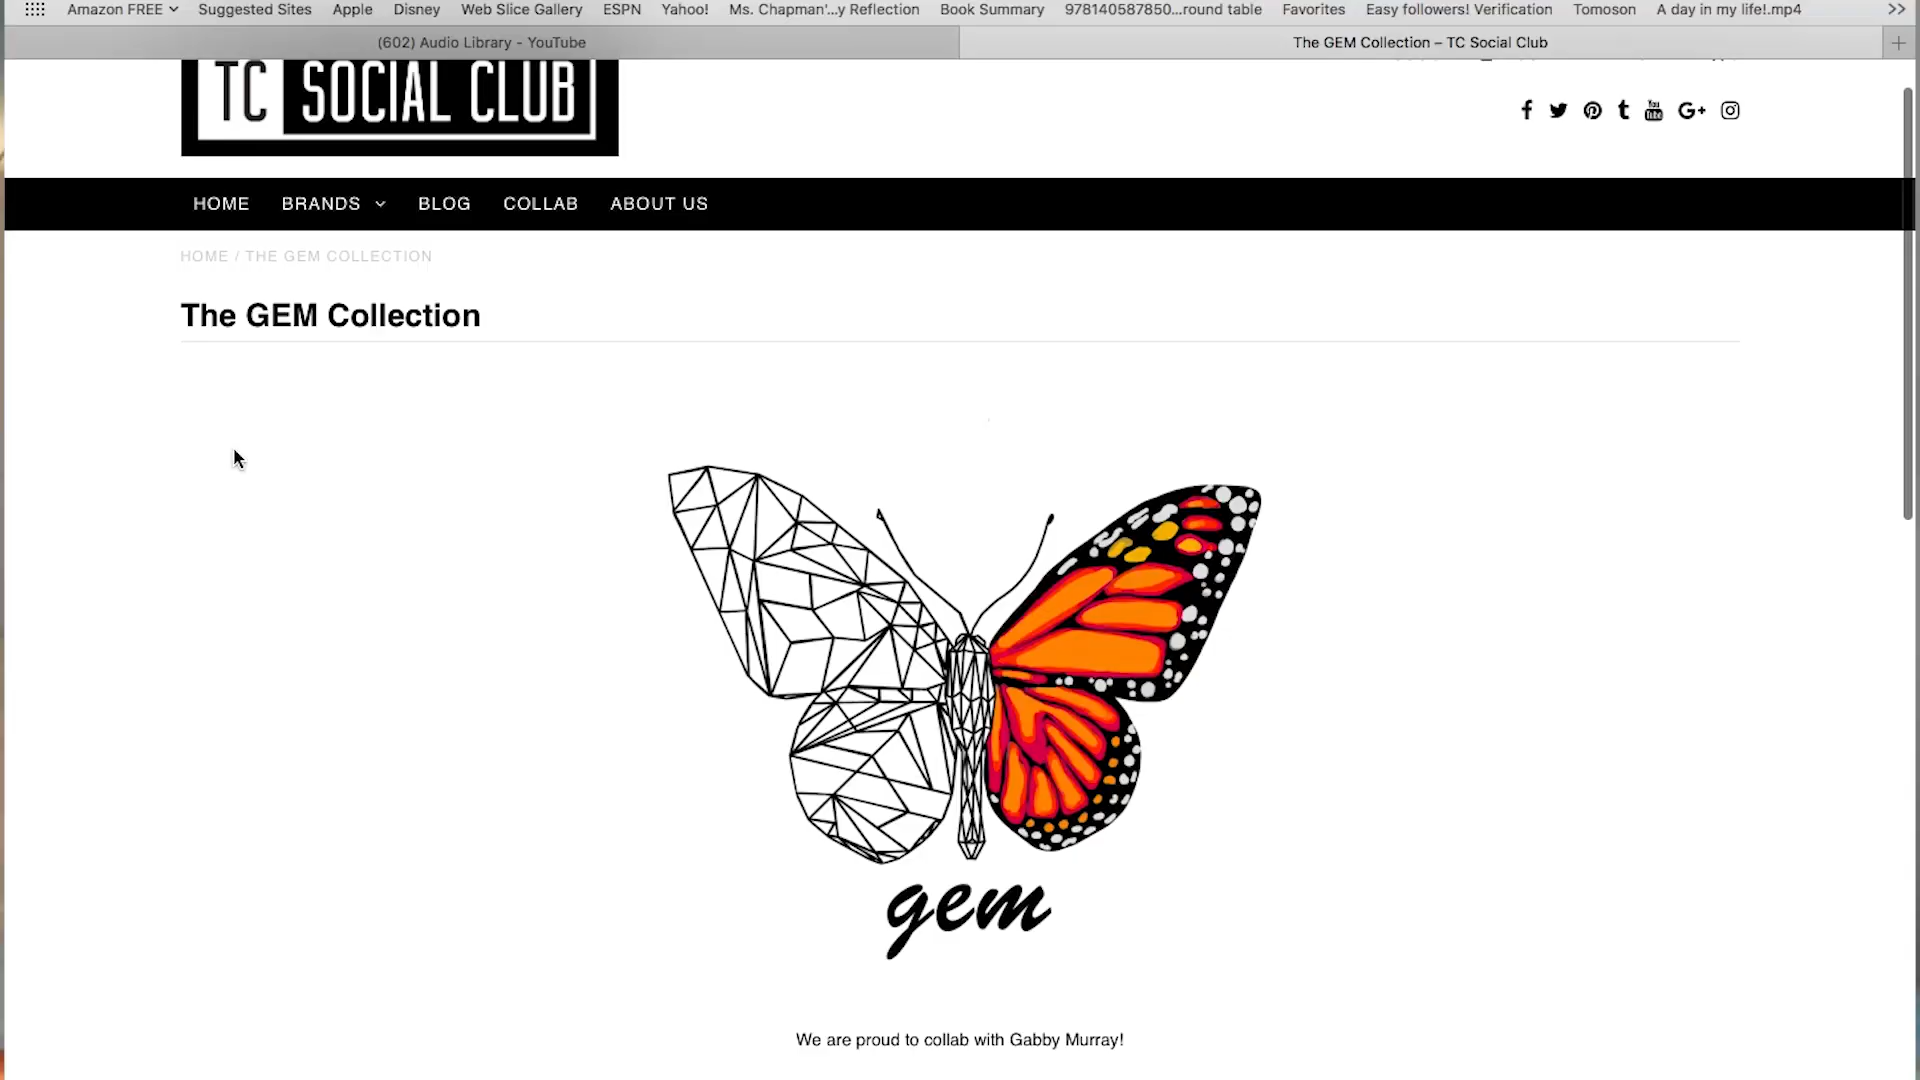 Amazon FREE Suggested Sites Apple Disney Web Slice Gallery ESPN Yahoo! Ms. Chapman'...y Reflection Book Summary 978140587850...round table Favorites Easy followers! Verification Tomoson A day in my life!.mp4
(602) Audio Library - YouTube
The GEM Collection – TC Social Club
TC SOCIAL CLUB
You Tube
HOME BRANDS BLOG COLLAB ABOUT US
HOME / THE GEM COLLECTION
The GEM Collection
gem
We are proud to collab with Gabby Murray!